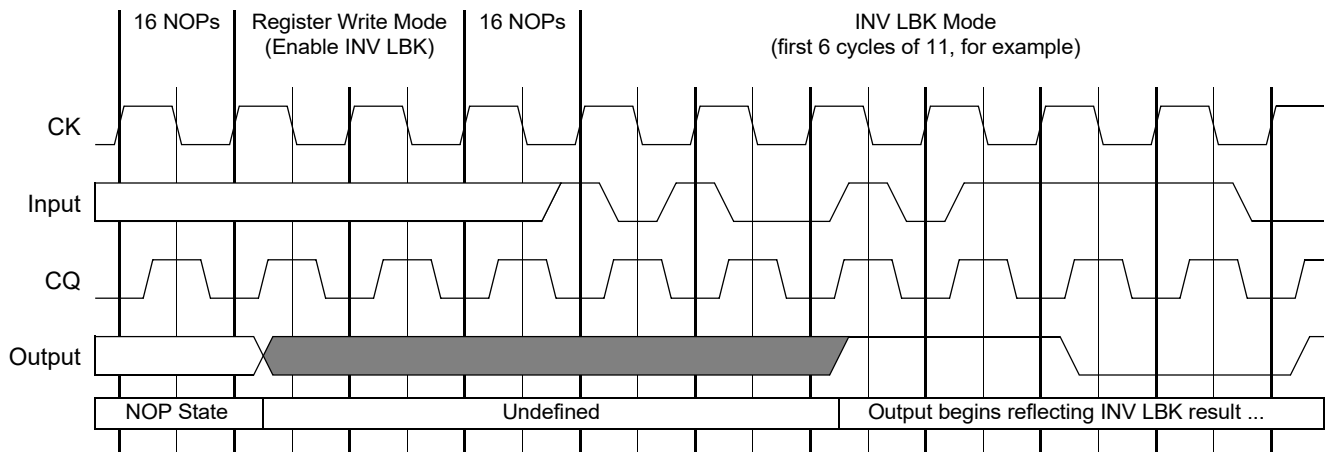 16 NOPs
Register Write Mode
(Enable INV LBK)
16 NOPs
INV LBK Mode
(first 6 cycles of 11, for example)
CK
Input
CQ
Output
NOP State
Undefined
Output begins reflecting INV LBK result ...